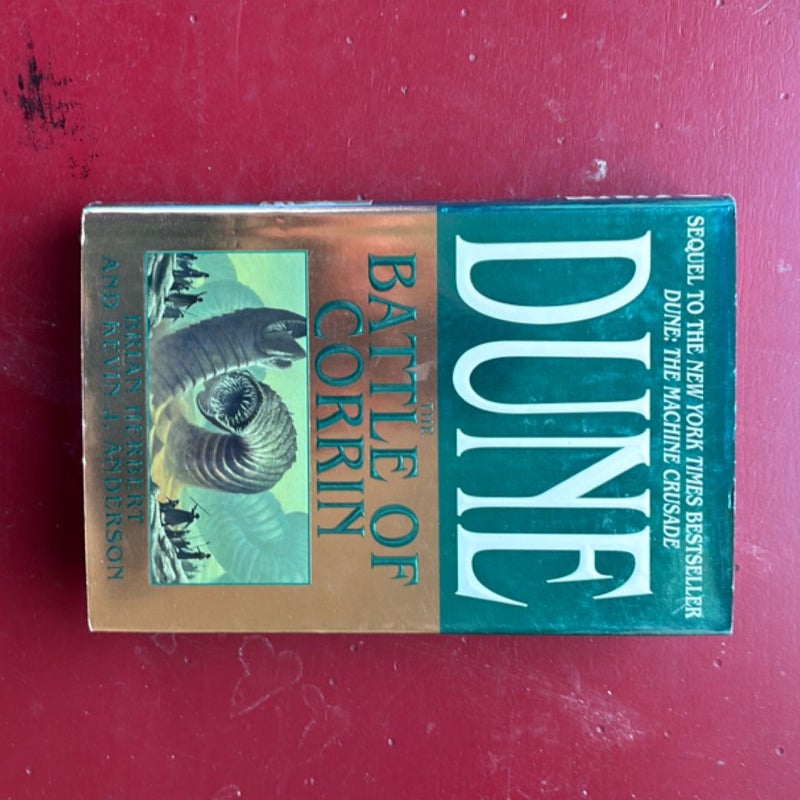 SEQUEL TO THE NEW YORK TIMES BESTSELLER
DUNE: THE MACHINE CRUSADE
DUNE
THE
BATTLE OF
CORRIN
BRIAN HERBERT
AND KEVIN J. ANDERSON